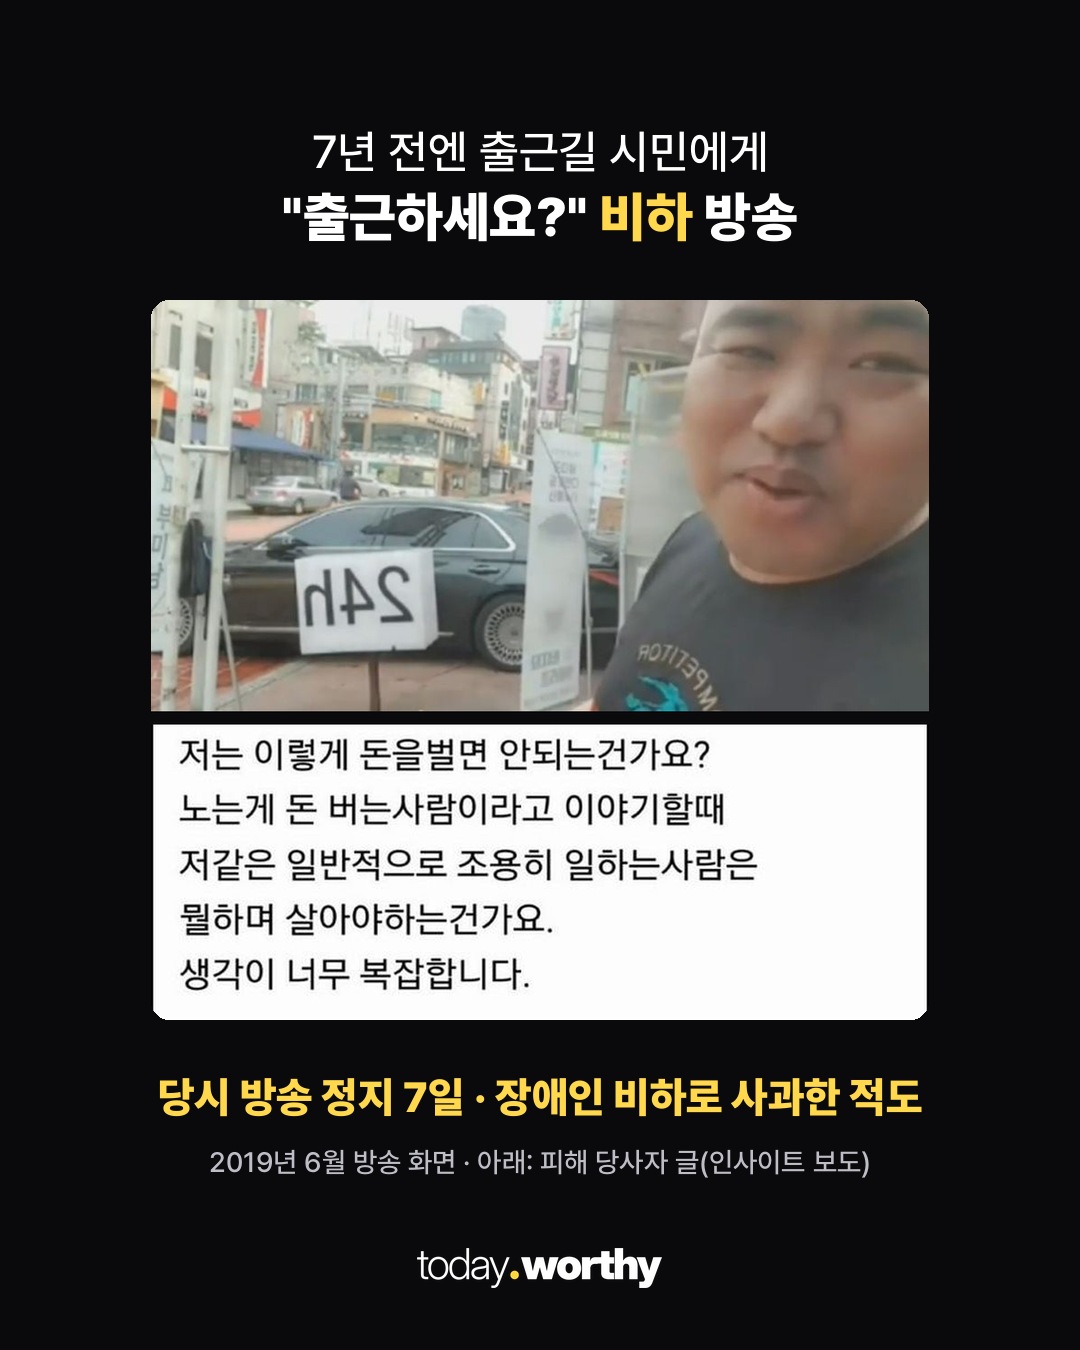 7년 전엔 출근길 시민에게
"출근하세요?" 비하 방송
24h
저는 이렇게 돈을벌면 안되는건가요?
노는게 돈 버는사람이라고 이야기할때
저같은 일반적으로 조용히 일하는사람은
뭘하며 살아야하는건가요.
생각이 너무 복잡합니다.
당시 방송 정지 7일 · 장애인 비하로 사과한 적도
2019년 6월 방송 화면 · 아래: 피해 당사자 글(인사이트 보도)
today.worthy